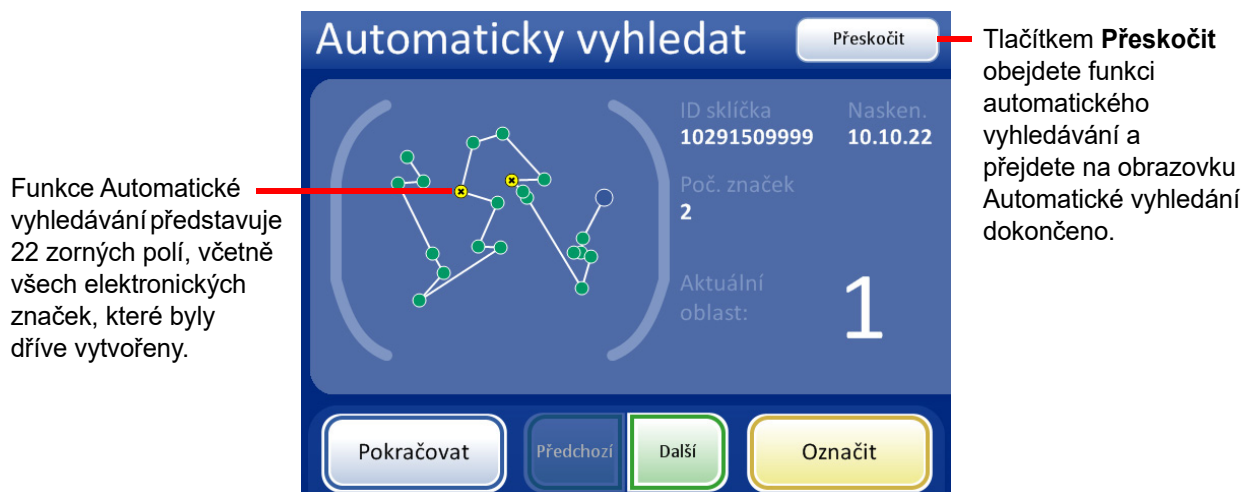 Automaticky vyhledat
Přeskočit
Tlačítkem Přeskočit
obejdete funkci
automatického
vyhledávání a
přejdete na obrazovku
Automatické vyhledání
dokončeno.
Funkce Automatické
vyhledávání představuje
22 zorných polí, včetně
všech elektronických
značek, které byly
dříve vytvořeny.
ID sklíčka
10291509999
Nasken.
10.10.22
Poč. značek
2
Aktuální
oblast:
1
Pokračovat
Předchozí
Další
Označit